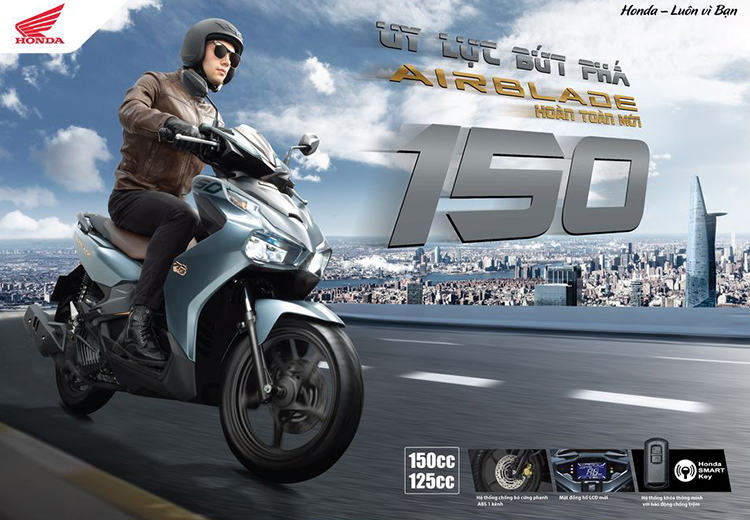 HONDA
Honda – Luôn vì Bạn
UY LỰC BỨT PHÁ
AIRBLADE
HOÀN TOÀN MỚI
150
150cc
125cc
Hệ thống chống bó cứng phanh
ABS 1 kênh
Mặt đồng hồ LCD mới
Hệ thống khóa thông minh
với báo động chống trộm
Honda
SMART
Key